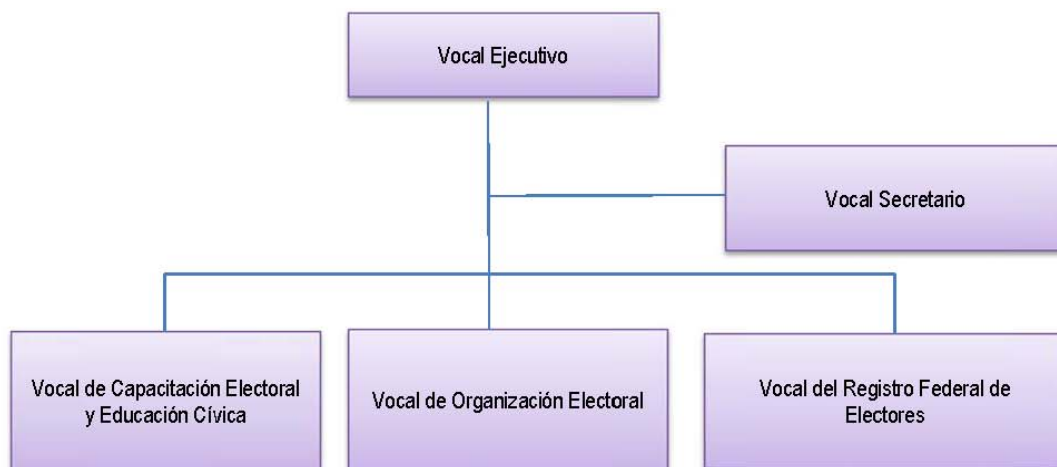 Vocal Ejecutivo
Vocal Secretario
Vocal de Capacitación Electoral
y Educación Cívica
Vocal de Organización Electoral
Vocal del Registro Federal de
Electores